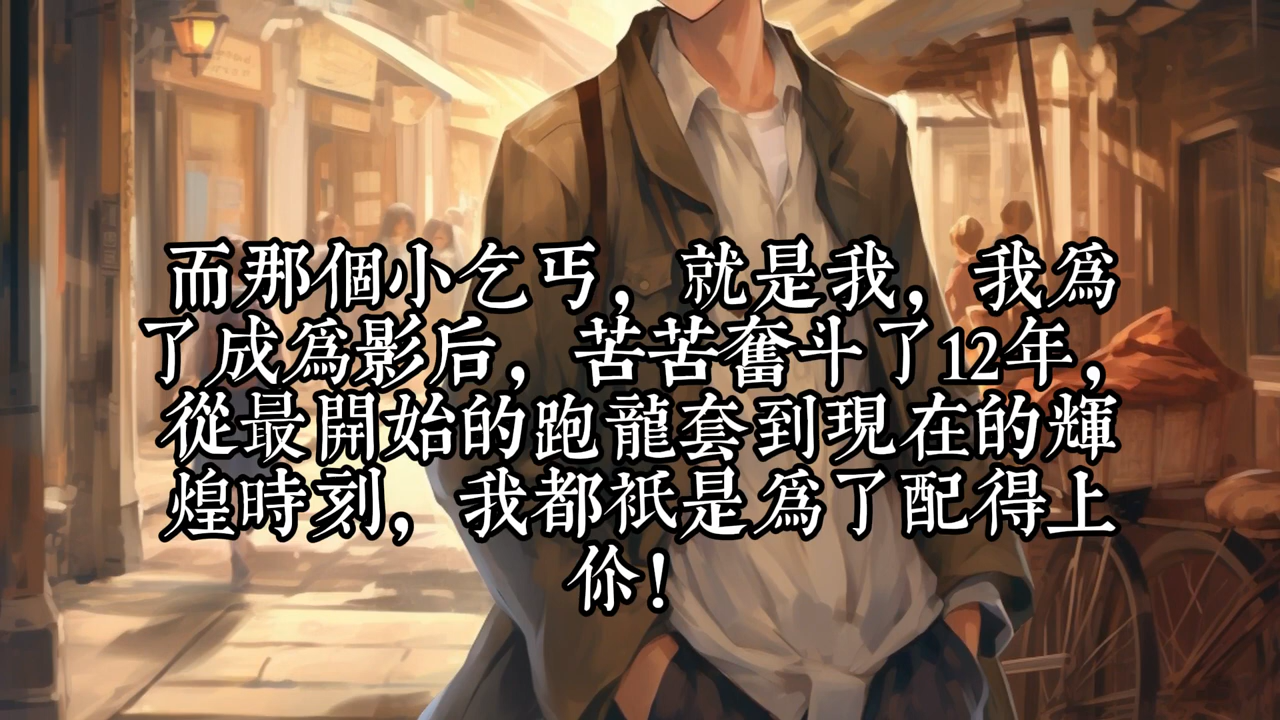 而那個小乞丐，就是我，我爲
了成爲影后，苦苦奮斗了12年，
從最開始的跑龍套到現在的輝
煌時刻，我都衹是爲了配得上
伱！